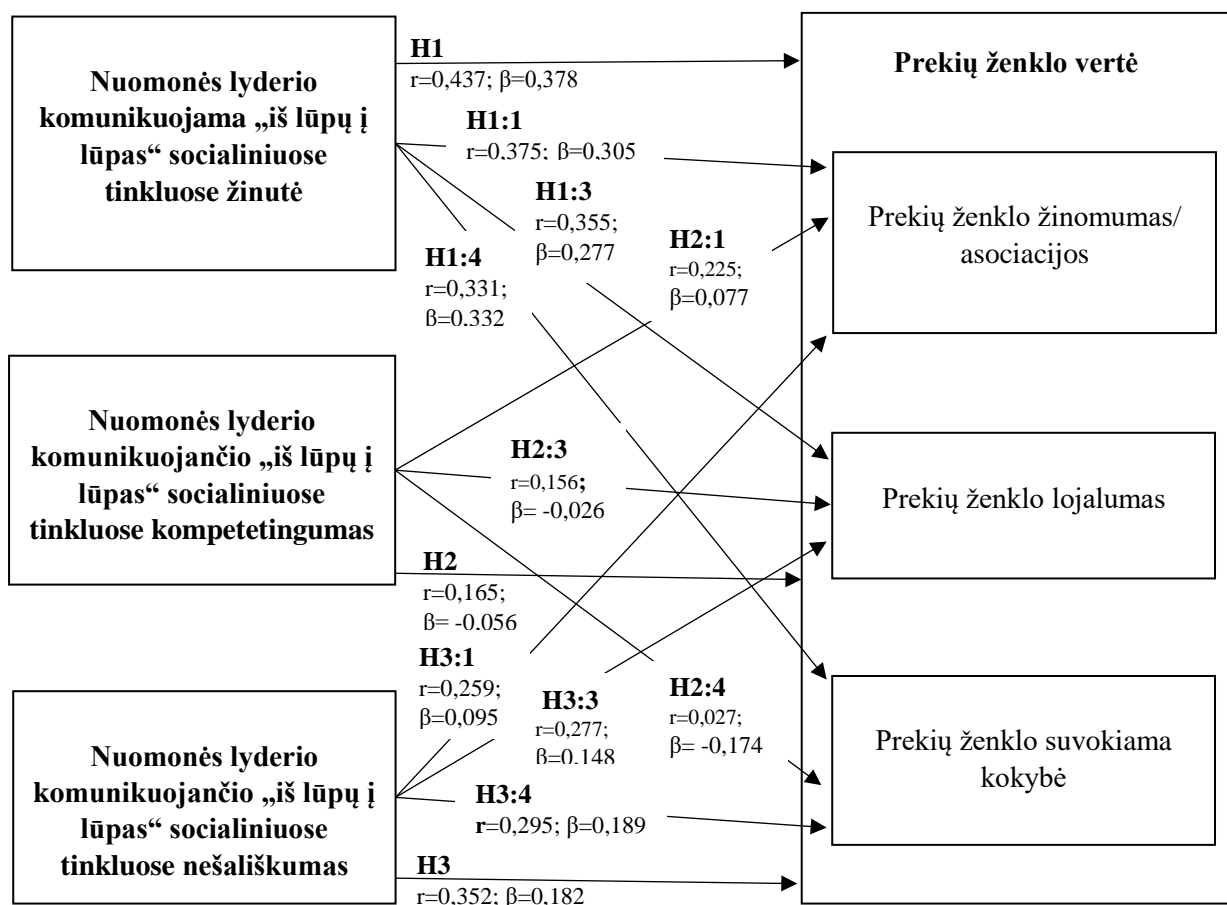 Nuomonės lyderio
komunikuojama „iš lūpų į
lūpas“ socialiniuose
tinkluose žinutė
H1
r=0,437; β=0,378
H1:1
r=0,375; β=0,305
H1:3
r=0,355;
β=0,277
H1:4
r=0,331;
β=0,332
H2:1
r=0,225;
β=0,077
Prekių ženklo vertė
Prekių ženklo žinomumas/
asociacijos
Nuomonės lyderio
komunikuojančio „iš lūpų į
lūpas“ socialiniuose
tinkluose kompetetingumas
H2:3
r=0,156;
β= -0,026
H2
r=0,165;
β= -0,056
Prekių ženklo lojalumas
H3:1
r=0,259;
β=0,095
H3:3
r=0,277;
β=0,148
H2:4
r=0,027;
β= -0,174
Nuomonės lyderio
komunikuojančio „iš lūpų į
lūpas“ socialiniuose
tinkluose nešališkumas
H3:4
r=0,295; β=0,189
H3
r=0,352; β=0,182
Prekių ženklo suvokiama
kokybė